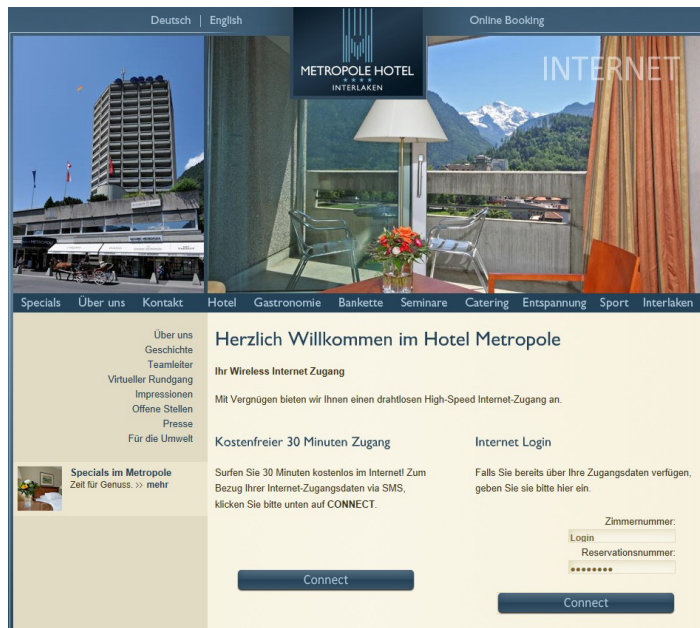 Deutsch | English
Online Booking
METROPOLE HOTEL
★★★★
INTERLAKEN
INTERNET
Specials Über uns Kontakt Hotel Gastronomie Bankette Seminare Catering Entspannung Sport Interlaken
Über uns
Geschichte
Teamleiter
Virtueller Rundgang
Impressionen
Offene Stellen
Presse
Für die Umwelt
Specials im Metropole
Zeit für Genuss. >> mehr
Herzlich Willkommen im Hotel Metropole
Ihr Wireless Internet Zugang
Mit Vergnügen bieten wir Ihnen einen drahtlosen High-Speed Internet-Zugang an.
Kostenfreier 30 Minuten Zugang
Surfen Sie 30 Minuten kostenlos im Internet! Zum
Bezug Ihrer Internet-Zugangsdaten via SMS,
klicken Sie bitte unten auf CONNECT.
Connect
Internet Login
Falls Sie bereits über Ihre Zugangsdaten verfügen,
geben Sie sie bitte hier ein.
Zimmernummer:
Login
Reservationsnummer:
••••••••
Connect